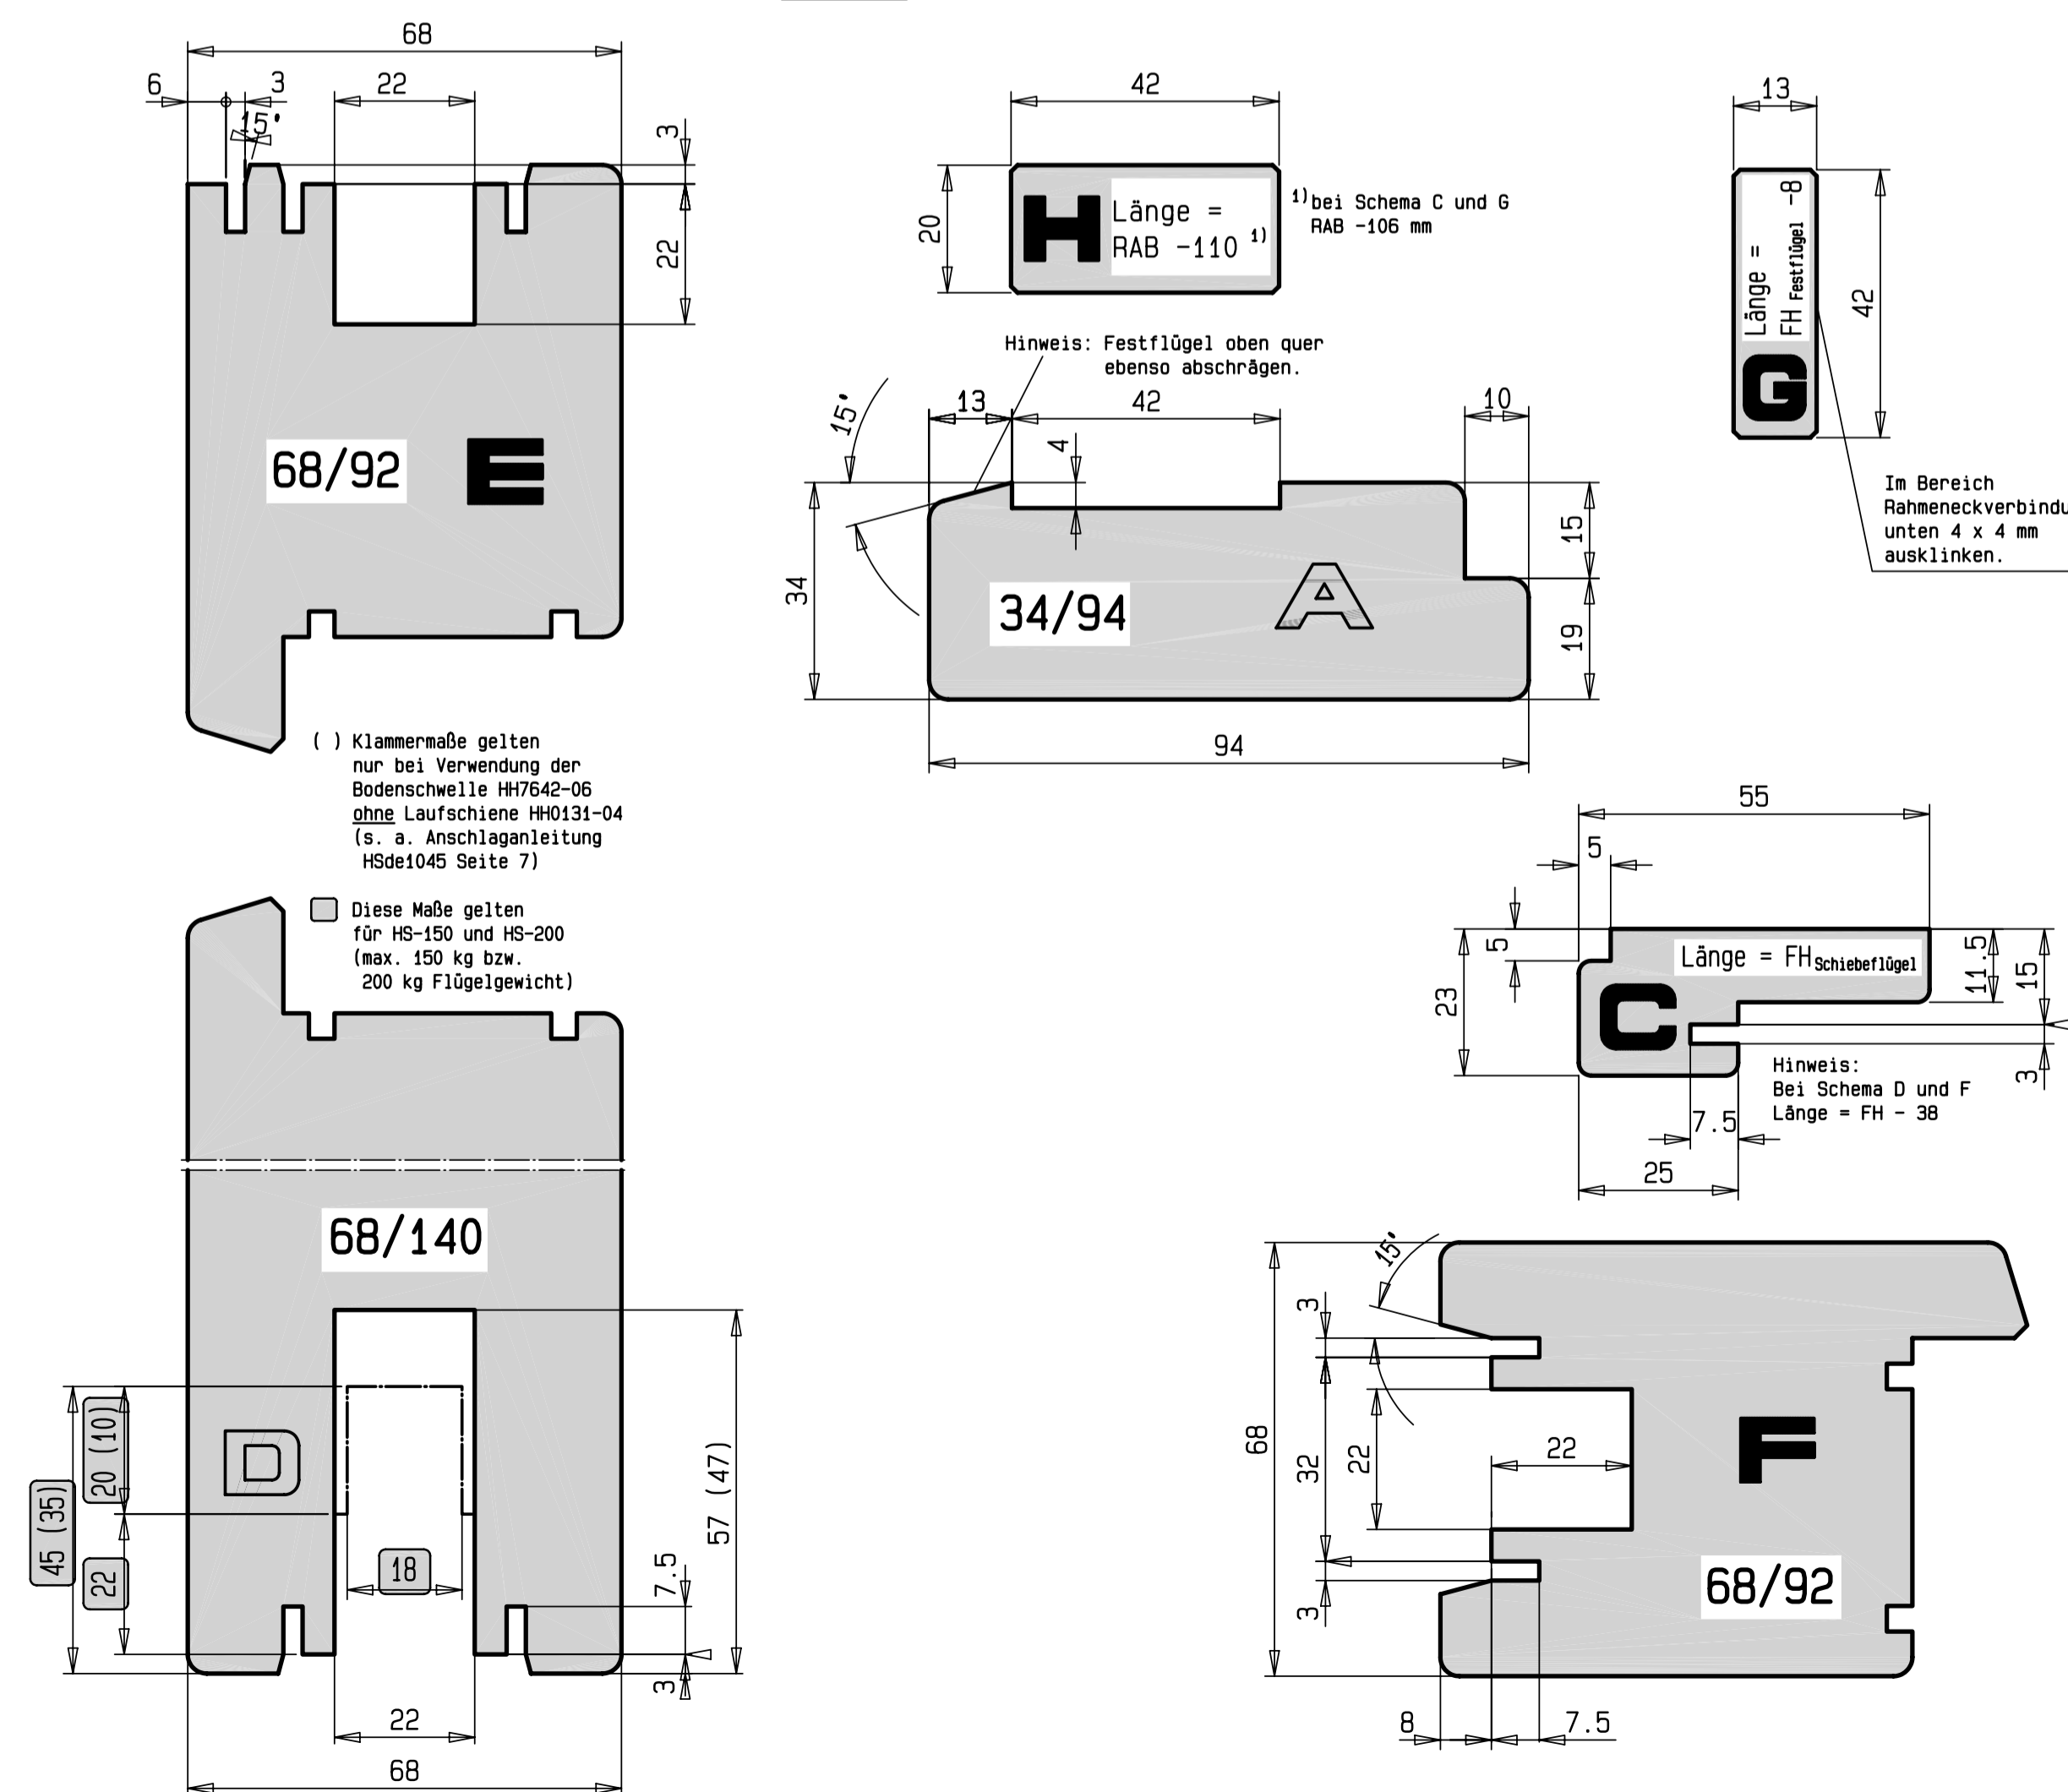 68
6
3
22
15°
3
22
68/92
E
( ) Klammermaße gelten
nur bei Verwendung der
Bodenschwelle HH7642-06
ohne Laufschiene HH0131-04
(s. a. Anschlaganleitung
HSde1045 Seite 7)
Diese Maße gelten
für HS-150 und HS-200
(max. 150 kg bzw.
200 kg Flügelgewicht)
68/140
D
20 (10)
45 (35)
22
18
57 (47)
7.5
3
22
68
42
20
H
Länge =
RAB -110 1)
1) bei Schema C und G
RAB -106 mm
Hinweis: Festflügel oben quer
ebenso abschrägen.
15°
13
42
10
4
34
15
19
34/94
A
94
13
42
Länge =
FH Festflügel -8
G
Im Bereich
unten 4 x 4 mm
ausklinken.
55
5
5
23
Länge = FH Schiebeflügel
11.5
15
3
C
Hinweis:
Bei Schema D und F
Länge = FH - 38
7.5
25
15°
3
68
32
22
22
3
F
68/92
8
7.5